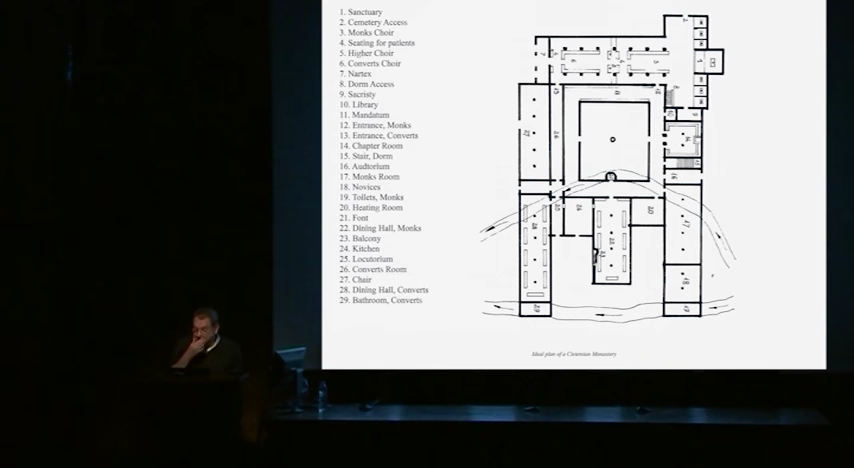 1. Sanctuary
2. Cemetery Access
3. Monks Choir
4. Seating for patients
5. Higher Choir
6. Converts Choir
7. Nartex
8. Dorm Access
9. Sacristy
10. Library
11. Mandatum
12. Entrance, Monks
13. Entrance, Converts
14. Chapter Room
15. Stair, Dorm
16. Audtorium
17. Monks Room
18. Novices
19. Toilets, Monks
20. Heating Room
21. Font
22. Dining Hall, Monks
23. Balcony
24. Kitchen
25. Locutorium
26. Converts Room
27. Chair
28. Dining Hall, Converts
29. Bathroom, Converts
Ideal plan of a Cistersian Monastery